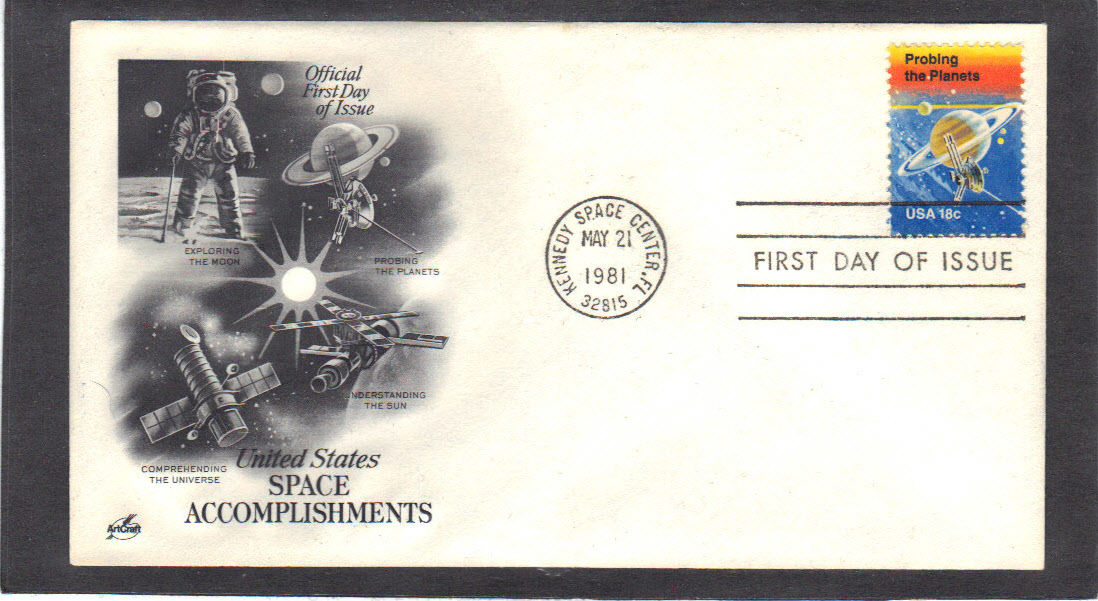 Official
First Day
of Issue
EXPLORING
THE MOON
PROBING
THE PLANETS
UNDERSTANDING
THE SUN
COMPREHENDING
THE UNIVERSE
United States
SPACE
ACCOMPLISHMENTS
ArtCraft
KENNEDY SPACE CENTER, FL
MAY 21
1981
32815
Probing
the Planets
USA 18c
FIRST DAY OF ISSUE